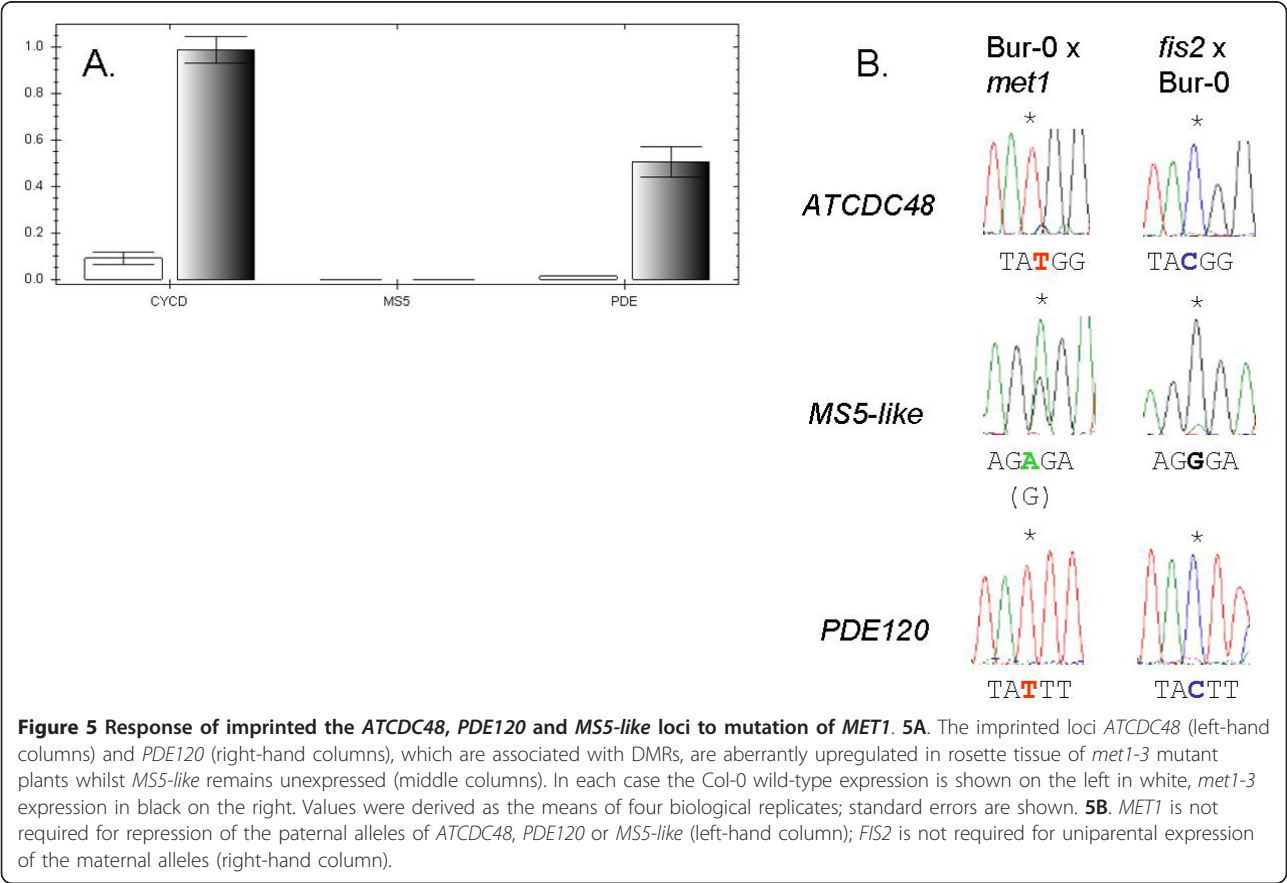 A.
1.0
0.8
0.6
0.4
0.2
0.0
CYCD MS5 PDE
B.
Bur-0 x met1
fis2 x Bur-0
*
*
ATCDC48
TATGG
TACGG
*
*
MS5-like
AGAGA
(G)
AGGGA
*
*
PDE120
TATTT
TACTT
Figure 5 Response of imprinted the ATCDC48, PDE120 and MS5-like loci to mutation of MET1. 5A. The imprinted loci ATCDC48 (left-hand
columns) and PDE120 (right-hand columns), which are associated with DMRs, are aberrantly upregulated in rosette tissue of met1-3 mutant
plants whilst MS5-like remains unexpressed (middle columns). In each case the Col-0 wild-type expression is shown on the left in white, met1-3
expression in black on the right. Values were derived as the means of four biological replicates; standard errors are shown. 5B. MET1 is not
required for repression of the paternal alleles of ATCDC48, PDE120 or MS5-like (left-hand column); FIS2 is not required for uniparental expression
of the maternal alleles (right-hand column).